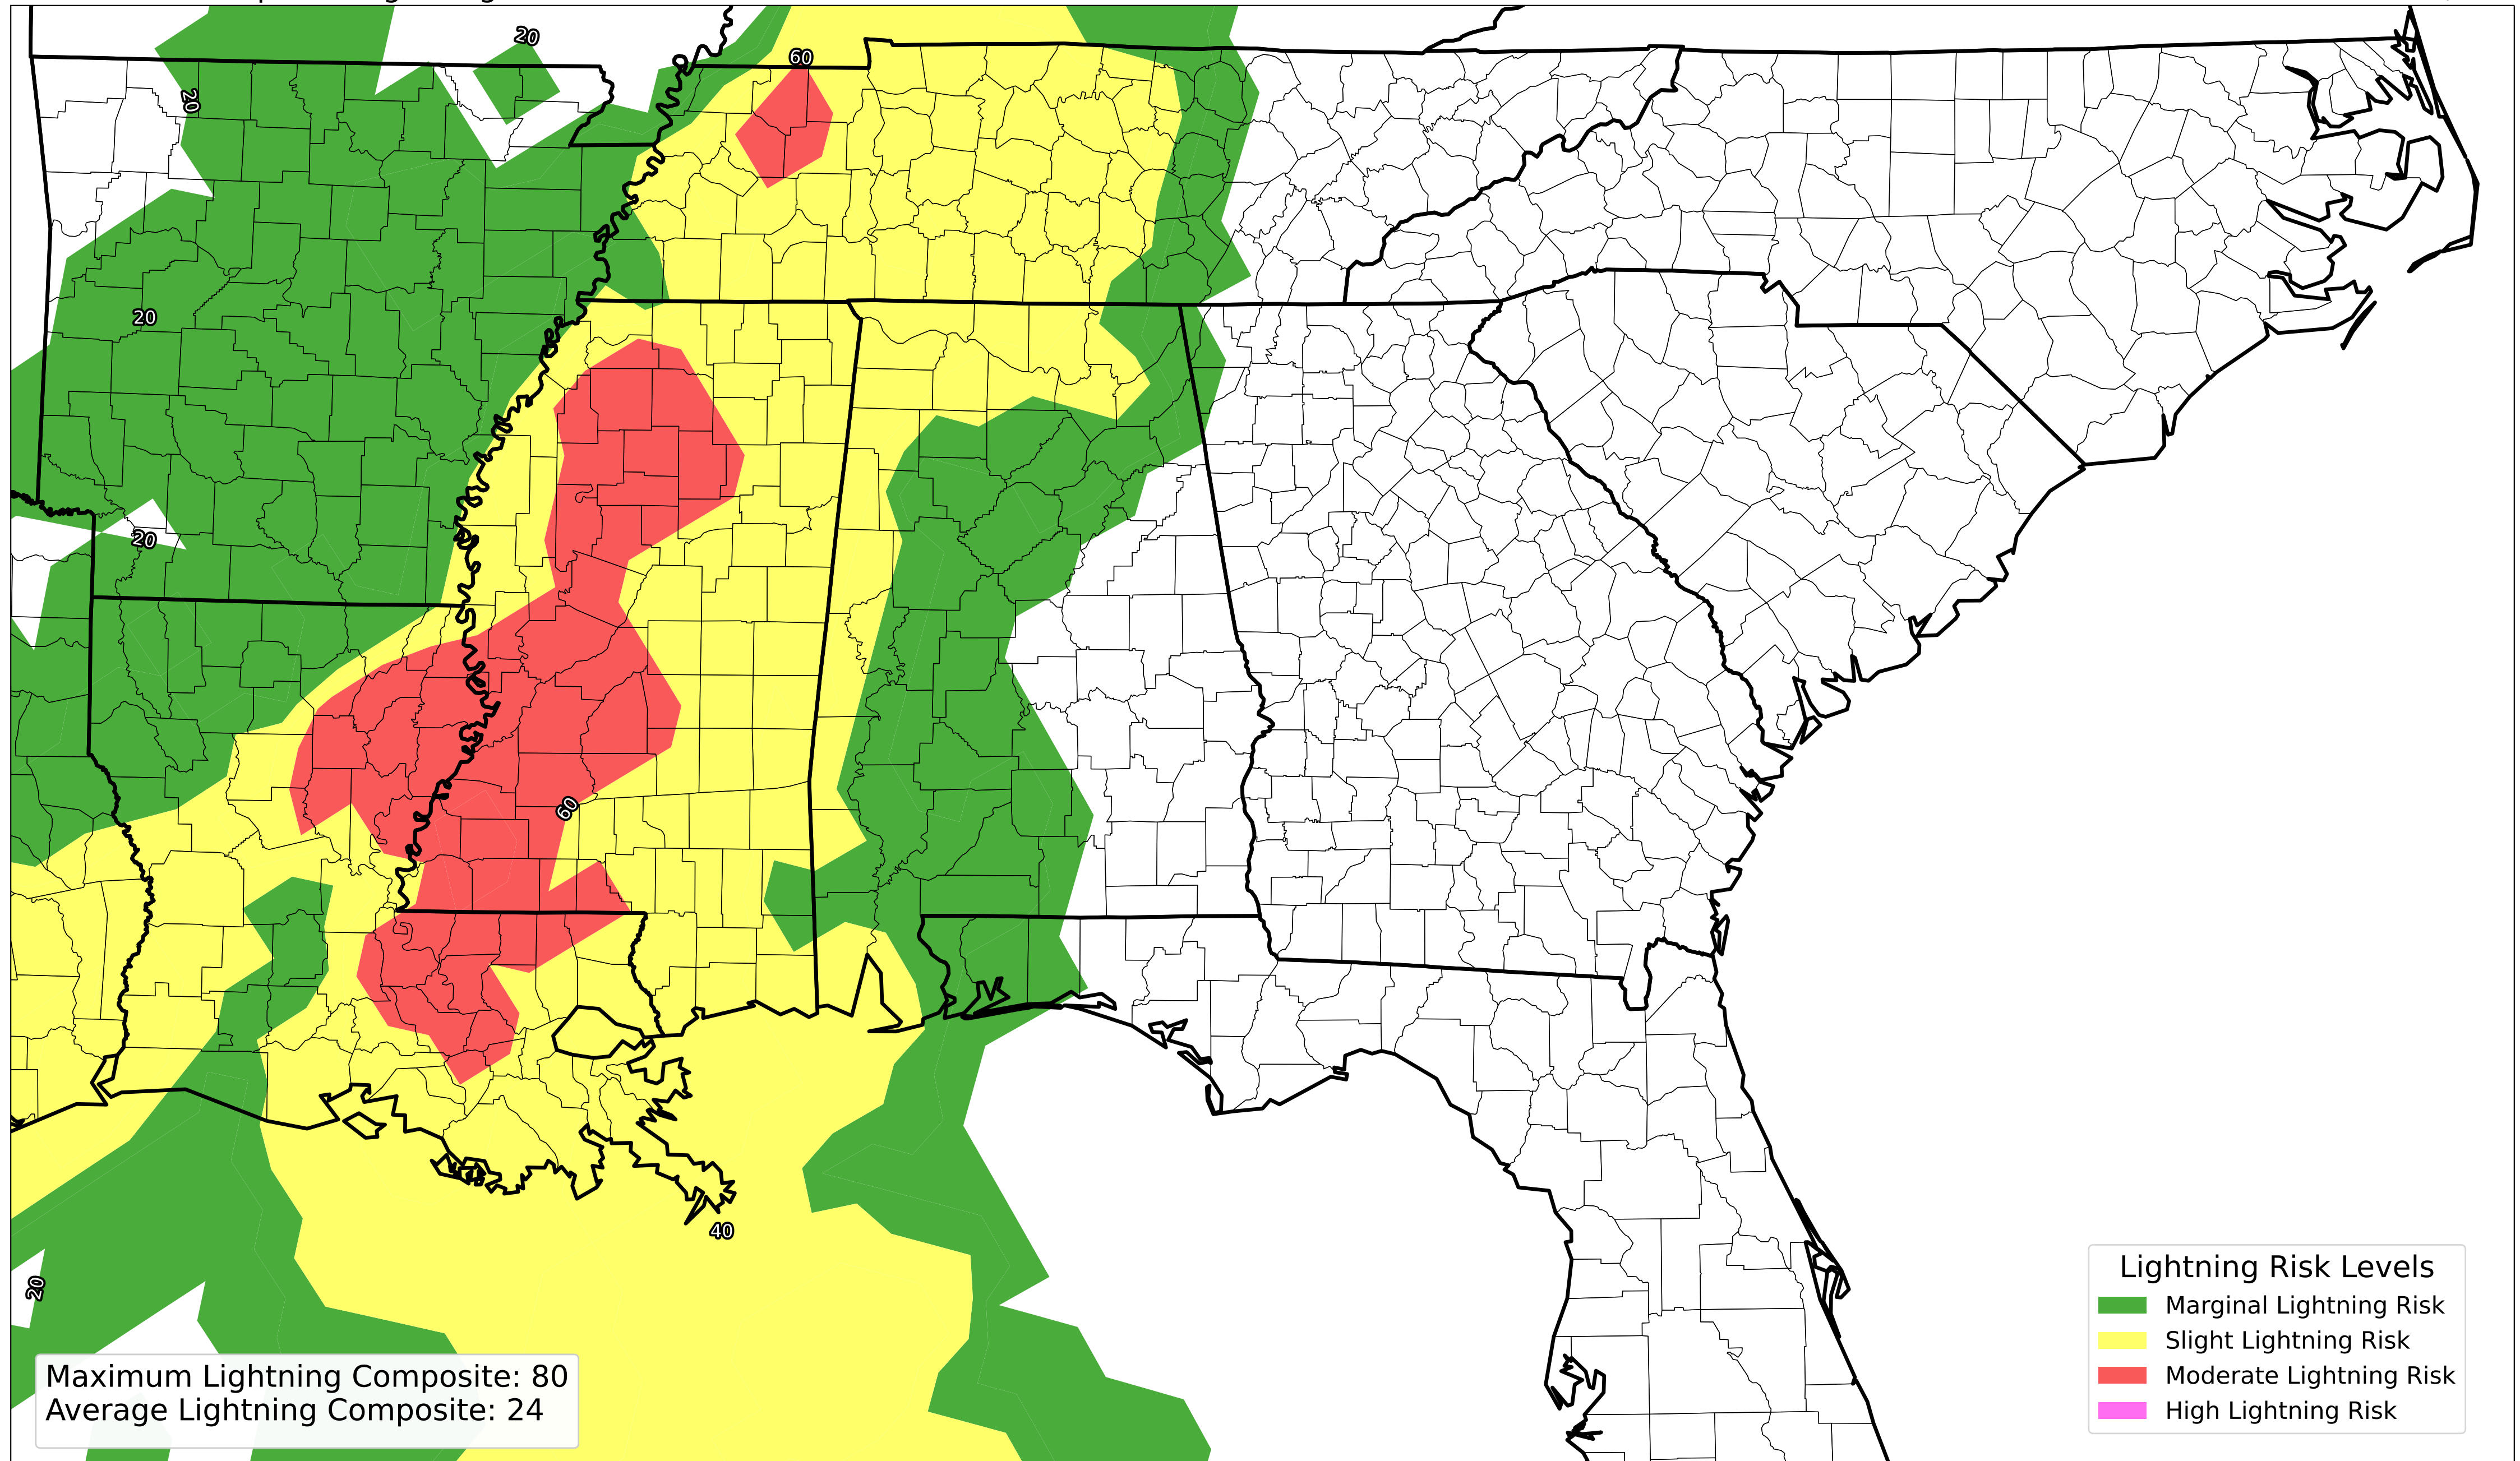 20
60
20
20
20
60
40
20
Lightning Risk Levels
Marginal Lightning Risk
Slight Lightning Risk
Moderate Lightning Risk
High Lightning Risk
Maximum Lightning Composite: 80
Average Lightning Composite: 24